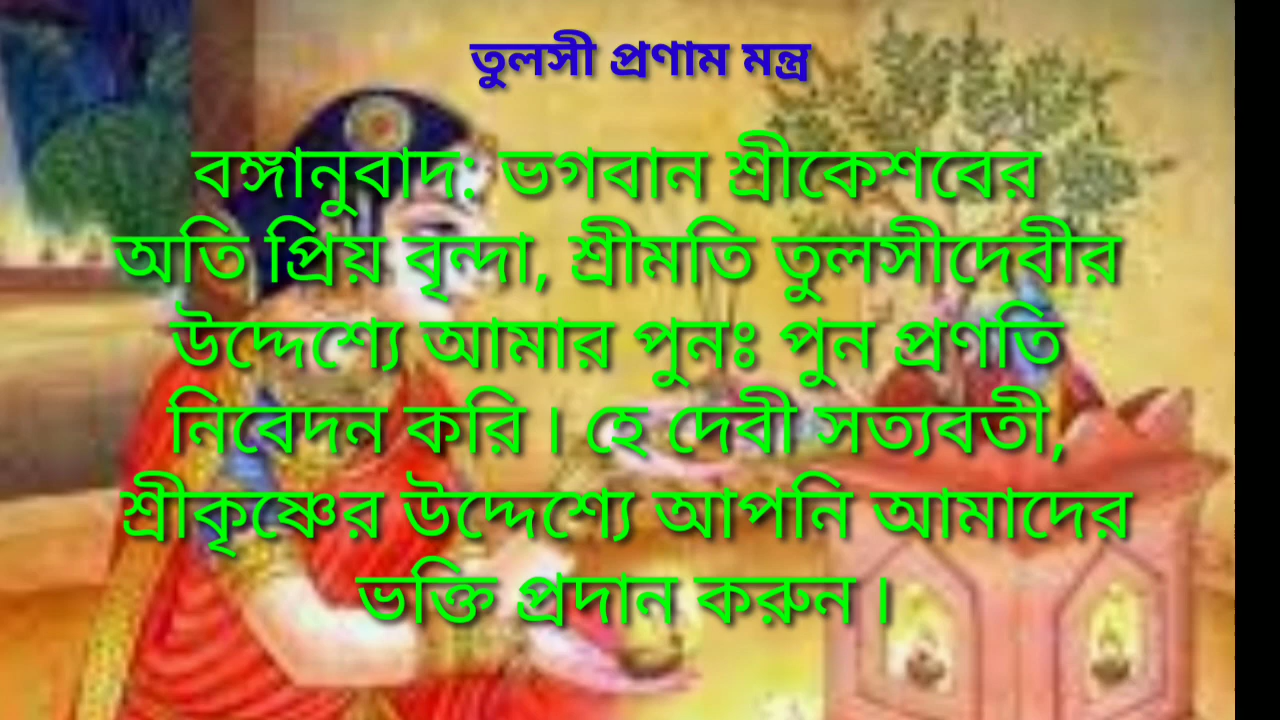 তুলসী প্রণাম মন্ত্র
বঙ্গানুবাদ: ভগবান শ্রীকেশবের
অতি প্রিয় বৃন্দা, শ্রীমতি তুলসীদেবীর
উদ্দেশ্যে আমার পুনঃ পুন প্রণতি
নিবেদন করি । হে দেবী সত্যবতী,
শ্রীকৃষ্ণের উদ্দেশ্যে আপনি আমাদের
ভক্তি প্রদান করুন ।